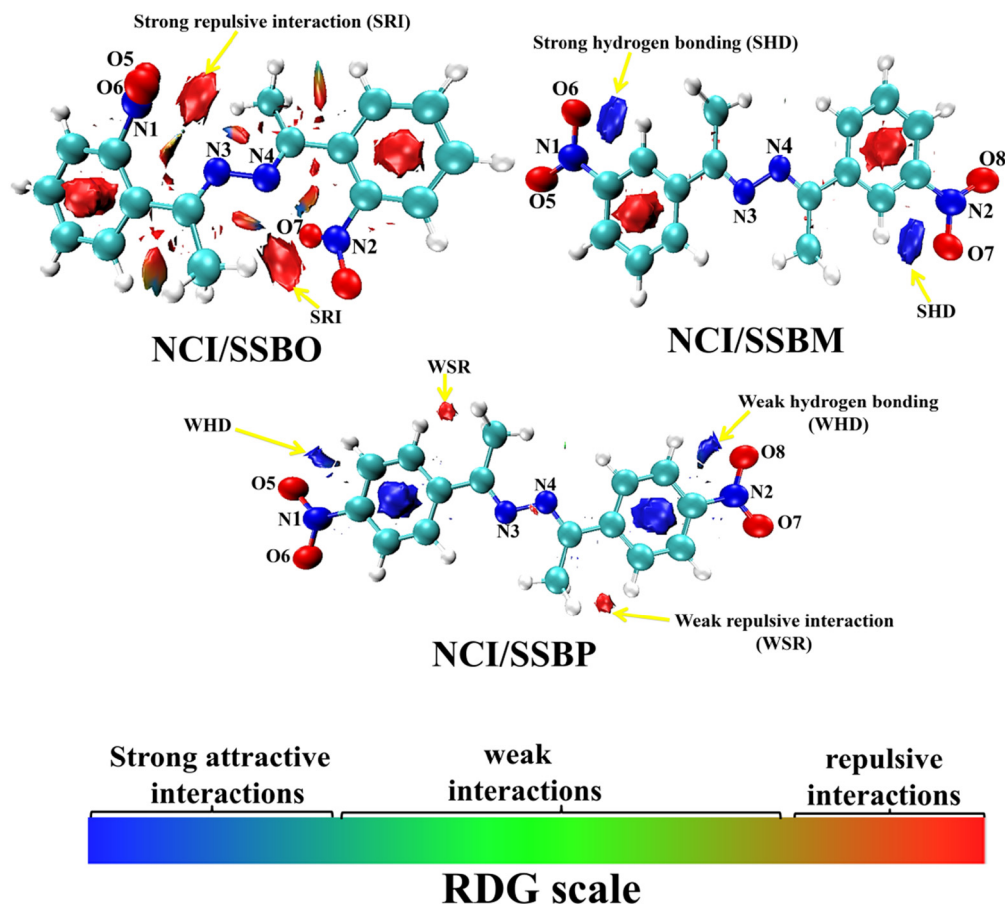 Strong repulsive interaction (SRI)
O5
O6
N1
N3
N4
O7
N2
SRI
NCI/SSBO
Strong hydrogen bonding (SHD)
O6
N1
O5
N4
N3
O8
N2
O7
SHD
NCI/SSBM
WSR
WHD
Weak hydrogen bonding
(WHD)
O5
N1
O6
N4
N3
O8
N2
O7
Weak repulsive interaction
(WSR)
NCI/SSBP
Strong attractive
interactions
weak
interactions
repulsive
interactions
RDG scale